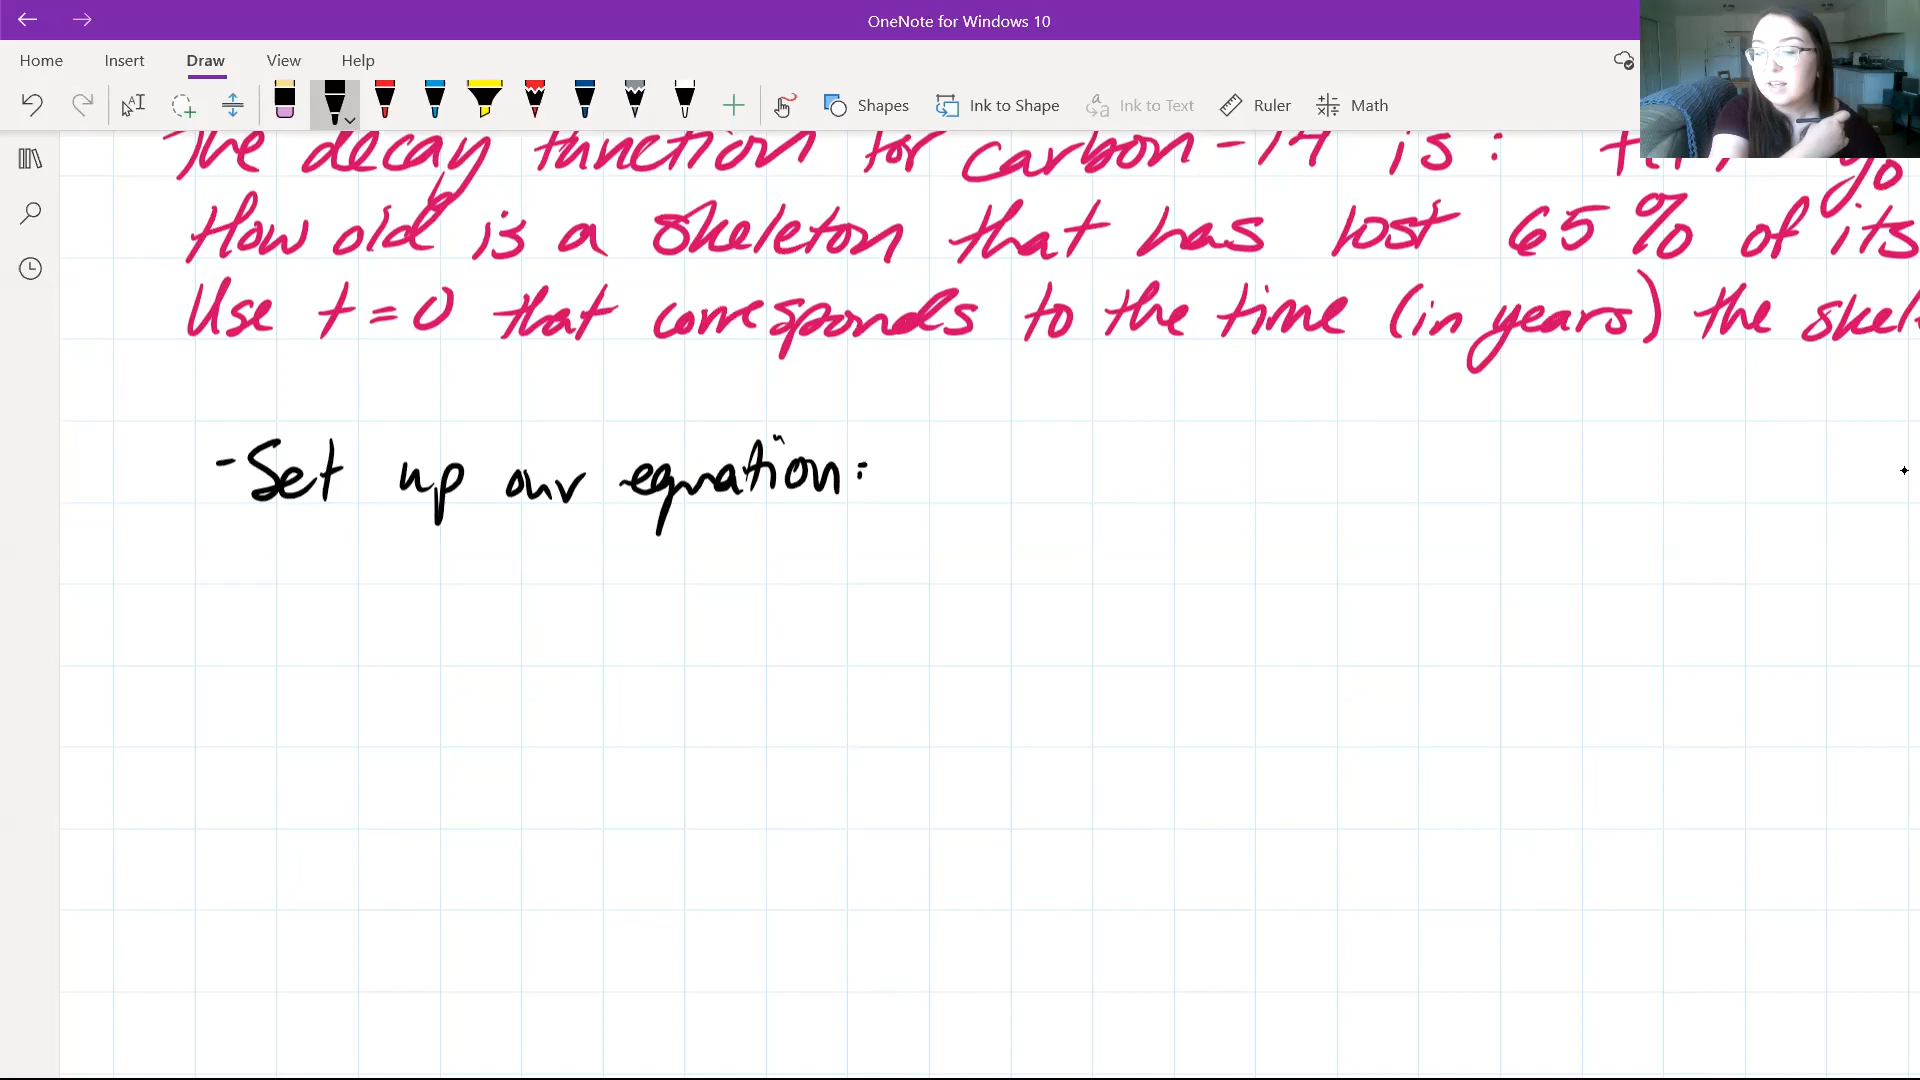 OneNote for Windows 10
Home Insert Draw View Help
Shapes Ink to Shape Ink to Text Ruler Math
The decay function for carbon-14 is:
How old is a skeleton that has lost 65% of its
Use t=0 that corresponds to the time (in years) the
-Set up our equation: